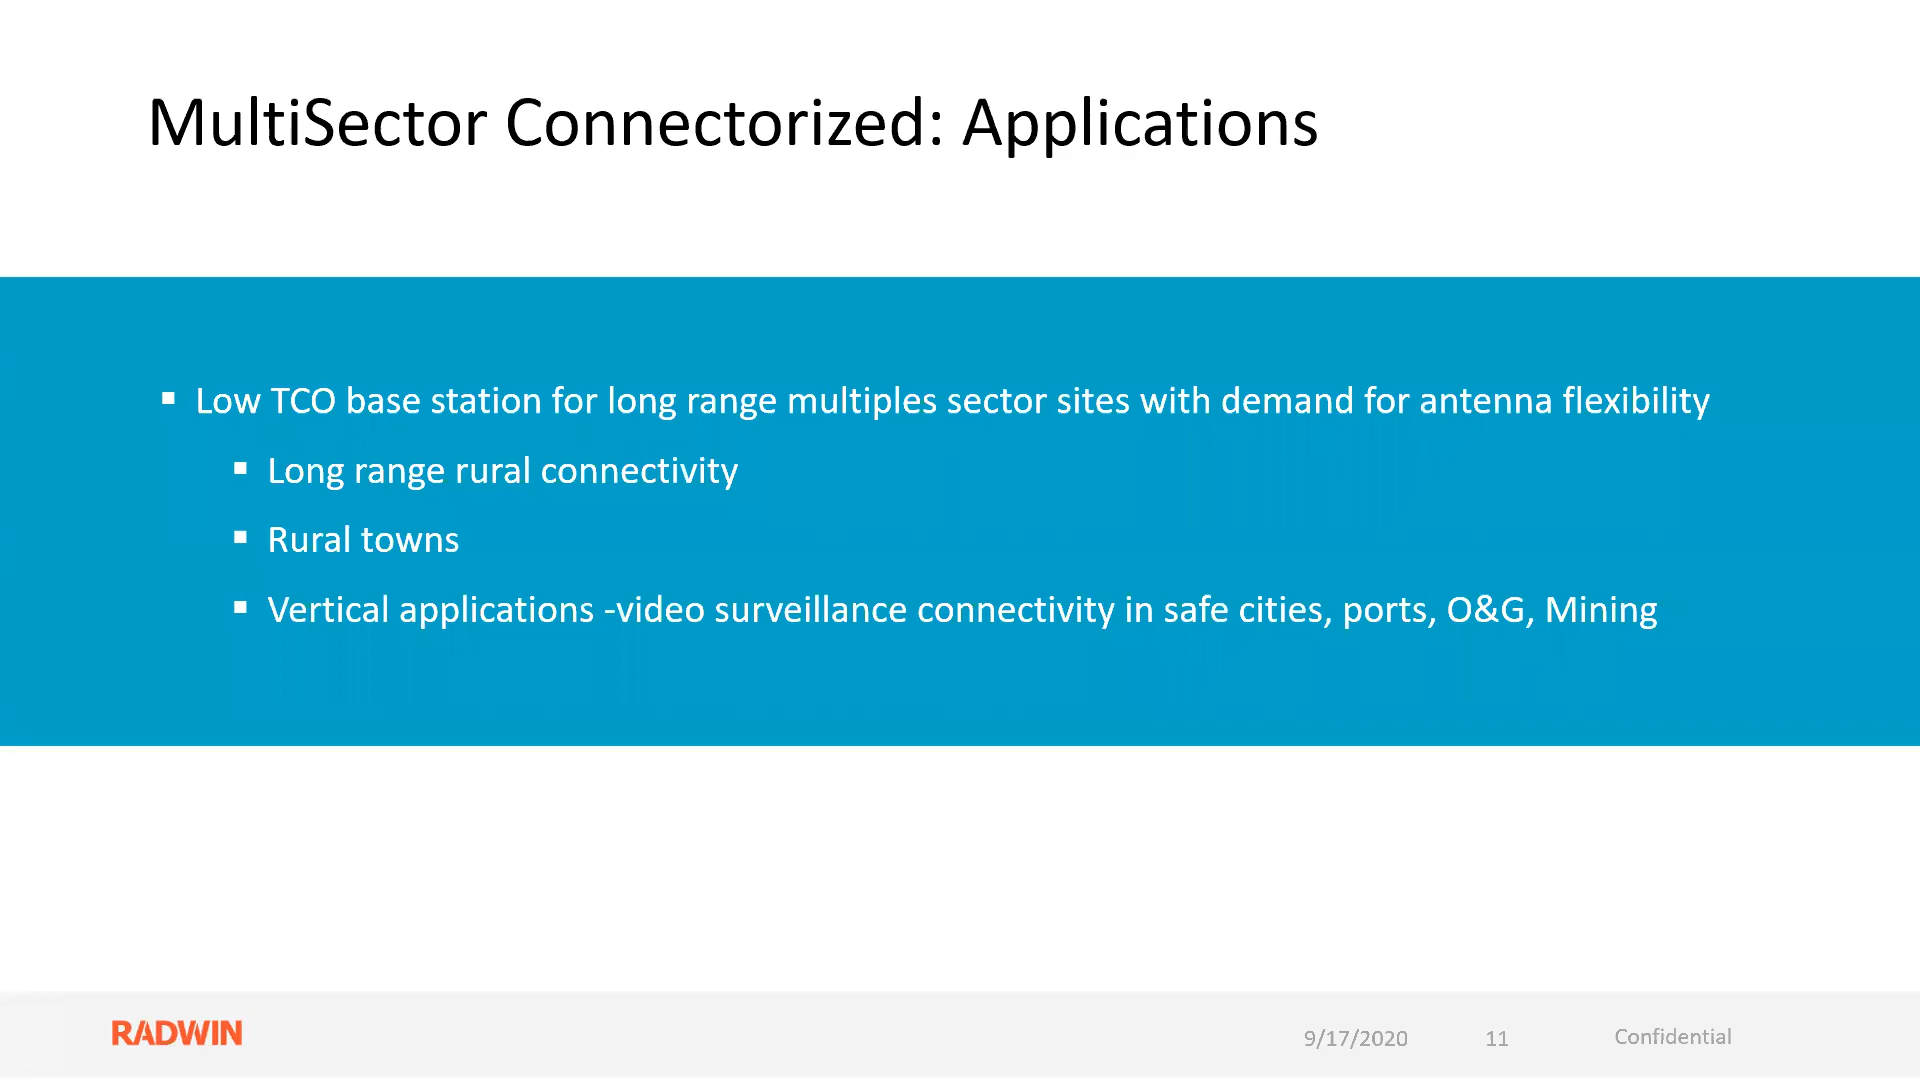 MultiSector Connectorized: Applications
▪ Low TCO base station for long range multiples sector sites with demand for antenna flexibility
▪ Long range rural connectivity
▪ Rural towns
▪ Vertical applications -video surveillance connectivity in safe cities, ports, O&G, Mining
RADWIN
9/17/2020 11 Confidential